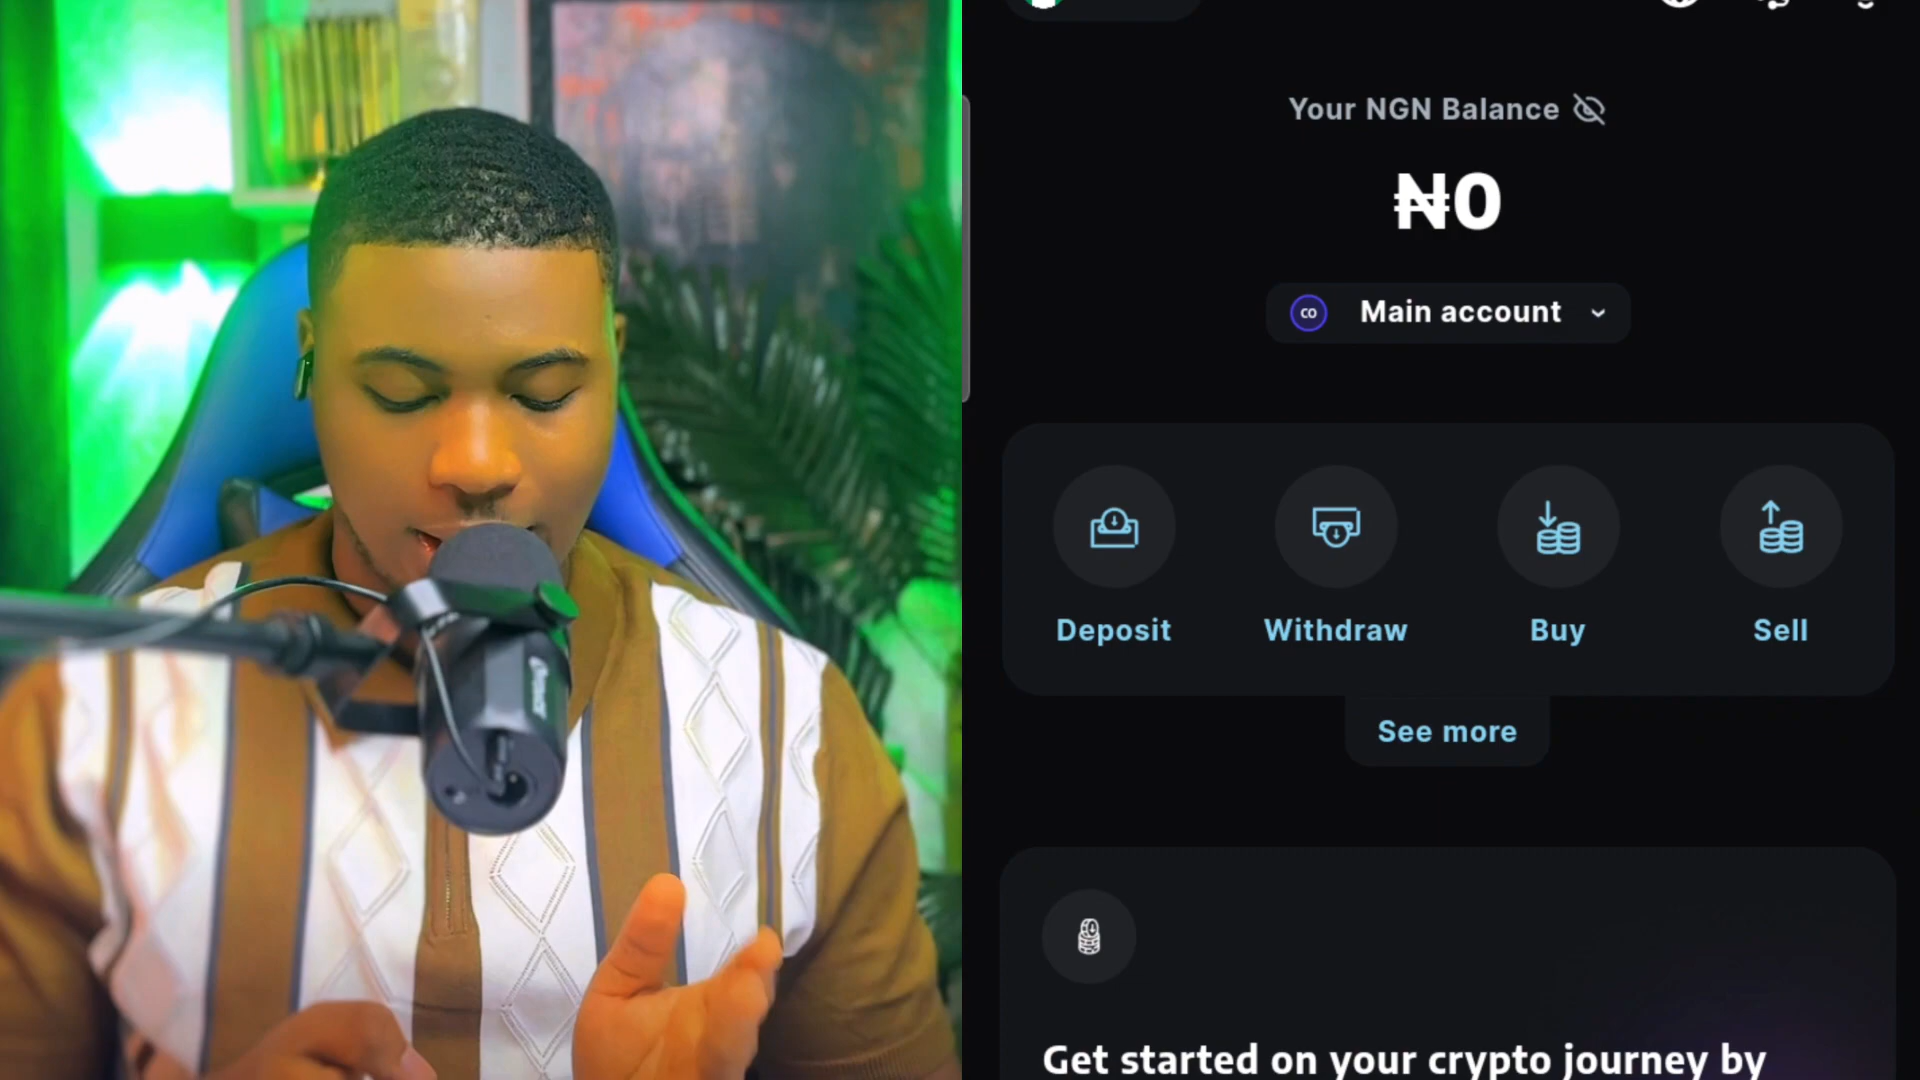 Your NGN Balance
₦0
CO Main account
Deposit Withdraw Buy Sell
See more
Get started on your crypto journey by